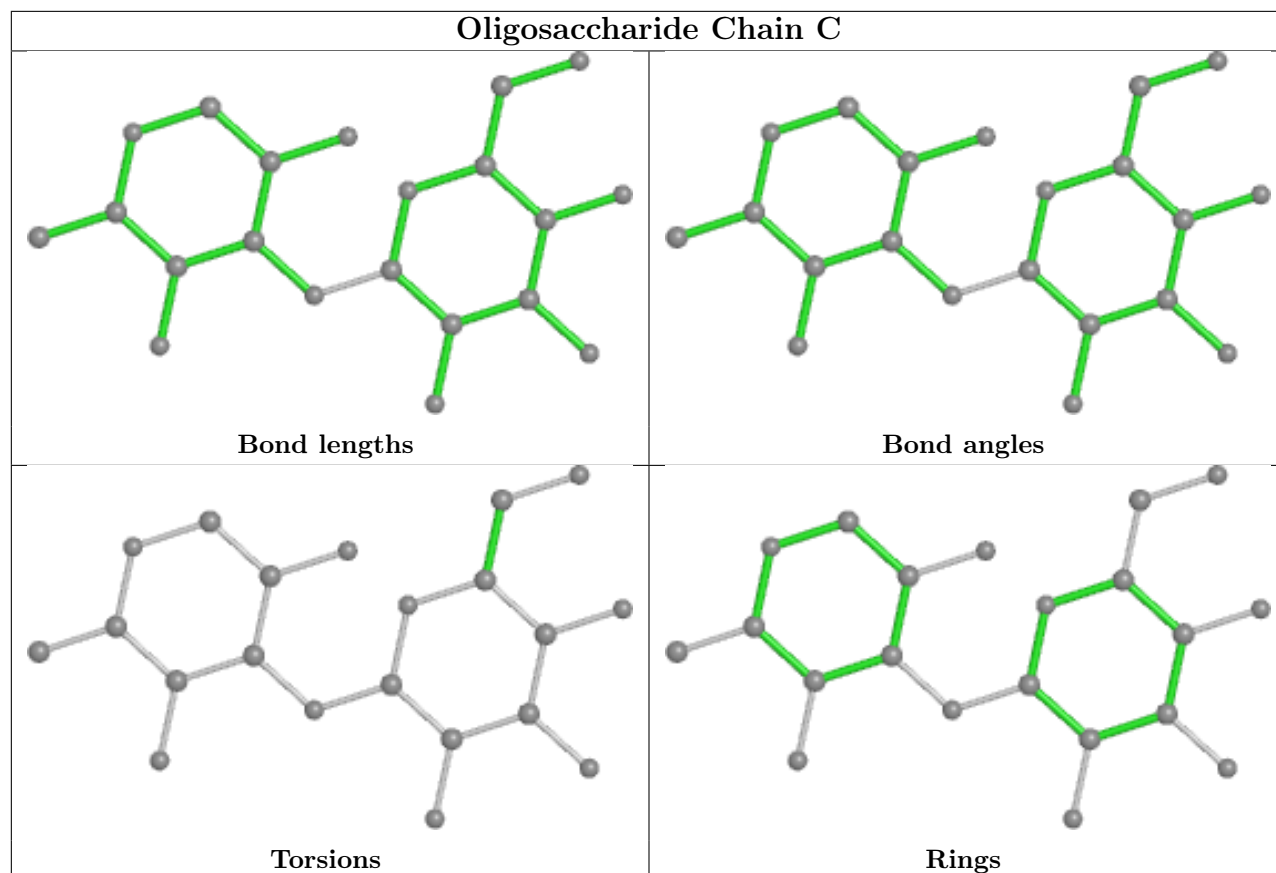 Oligosaccharide Chain C
Bond lengths
Bond angles
Torsions
Rings